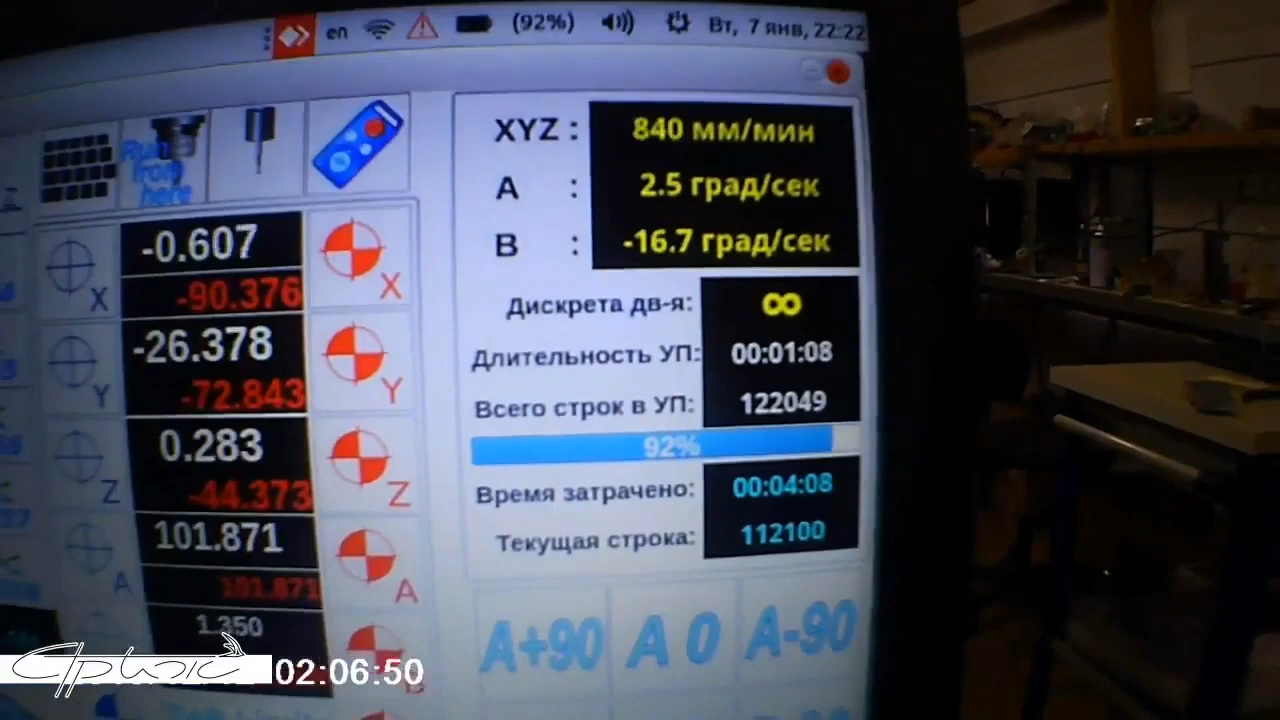 en (92%) Вт, 7 янв, 22:22
Run from here
XYZ : 840 мм/мин
A : 2.5 град/сек
B : -16.7 град/сек
-0.607
-90.376
X X
-26.378
-72.843
Y Y
0.283
-44.373
Z Z
101.871
101.871
A A
1.350
B
Дискрета дв-я: ∞
Длительность УП: 00:01:08
Всего строк в УП: 122049
92%
Время затрачено: 00:04:08
Текущая строка: 112100
A+90 A 0 A-90
02:06:50